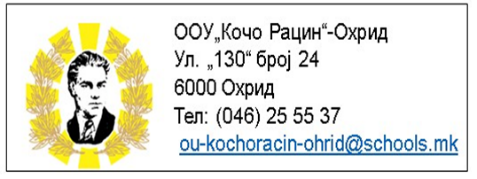 ООУ„Кочо Рацин“-Охрид
Ул. „130“ број 24
6000 Охрид
Тел: (046) 25 55 37
ou-kochoracin-ohrid@schools.mk